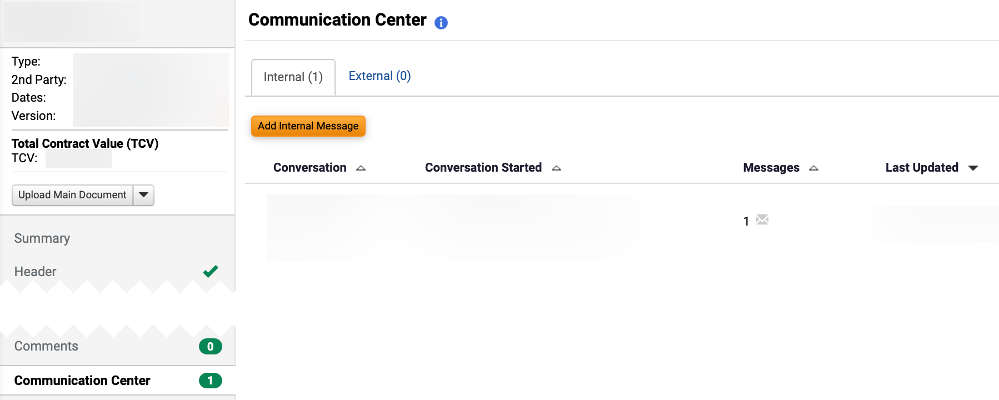 Type:
2nd Party:
Dates:
Version:
Total Contract Value (TCV)
TCV:
Upload Main Document
Summary
Header
Comments 0
Communication Center 1
Communication Center
Internal (1) External (0)
Add Internal Message
Conversation Conversation Started Messages Last Updated
1